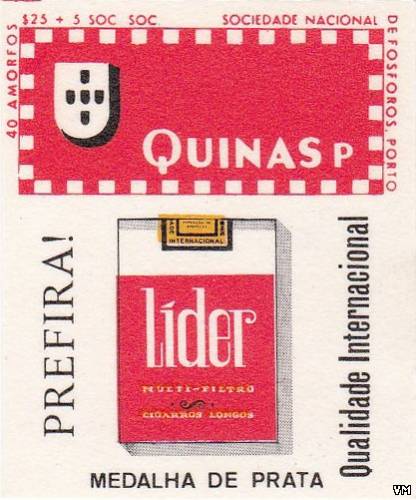 40 AMORFOS
$25 + 5 SOC. SOC.
SOCIEDADE NACIONAL
DE FOSFOROS, PORTO
QUINAS P
PREFIRA!
INTERNACIONAL
Líder
MULTI-FILTRO
CIGARROS LONGOS
Qualidade Internacional
MEDALHA DE PRATA
VM